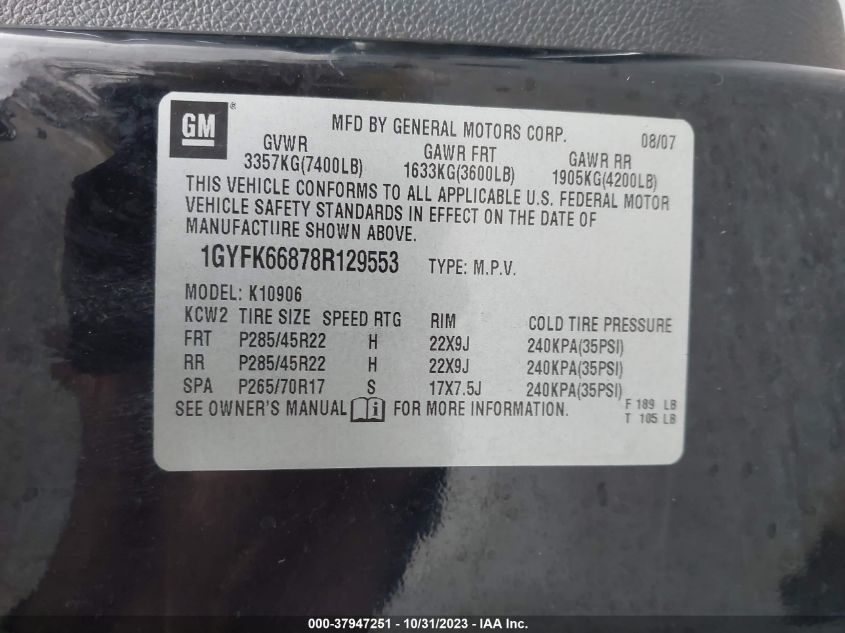 GM ® MFD BY GENERAL MOTORS CORP. 08/07
GVWR GAWR FRT GAWR RR
3357KG(7400LB) 1633KG(3600LB) 1905KG(4200LB)
THIS VEHICLE CONFORMS TO ALL APPLICABLE U.S. FEDERAL MOTOR
VEHICLE SAFETY STANDARDS IN EFFECT ON THE DATE OF
MANUFACTURE SHOWN ABOVE.
1GYFK66878R129553 TYPE: M.P.V.
MODEL: K10906
KCW2 TIRE SIZE SPEED RTG RIM COLD TIRE PRESSURE
FRT P285/45R22 H 22X9J 240KPA(35PSI)
RR P285/45R22 H 22X9J 240KPA(35PSI)
SPA P265/70R17 S 17X7.5J 240KPA(35PSI)
SEE OWNER'S MANUAL i FOR MORE INFORMATION. F 189 LB
T 105 LB
000-37947251 - 10/31/2023 - IAA Inc.